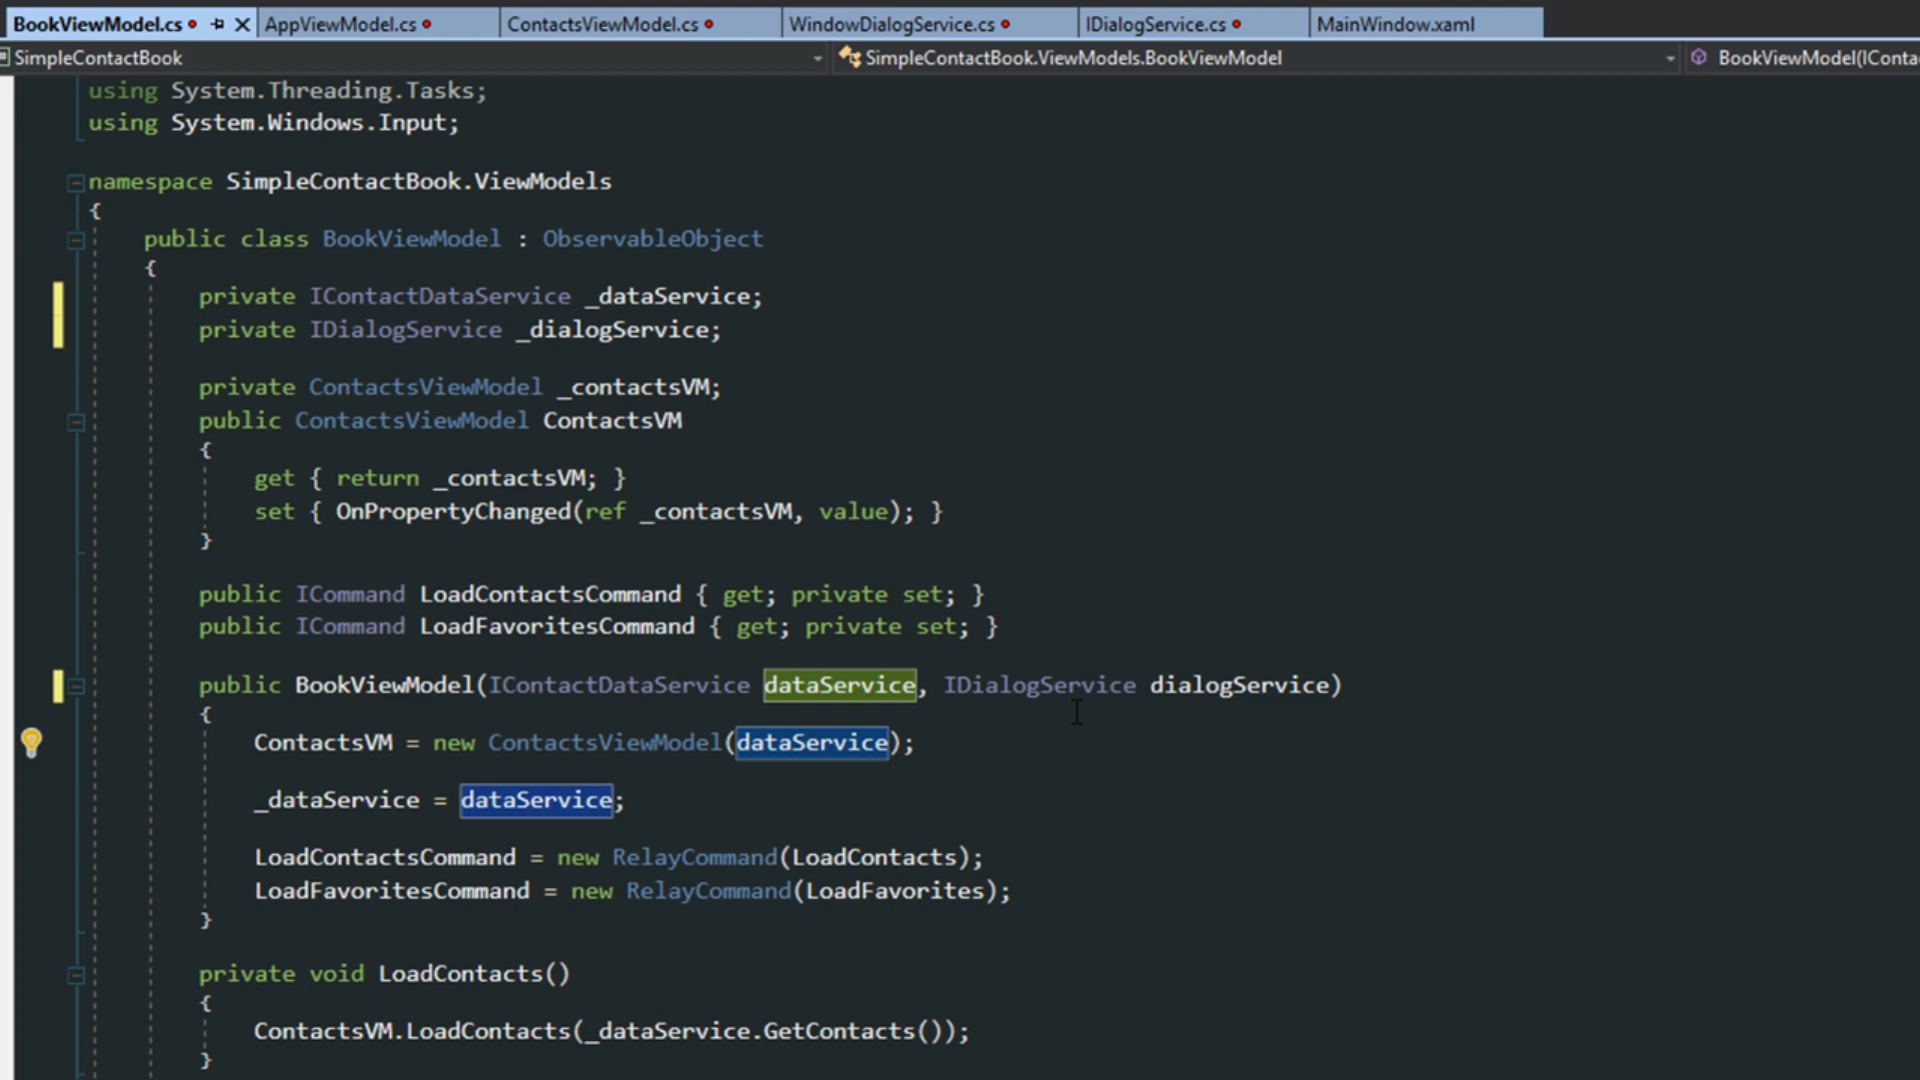 BookViewModel.cs AppViewModel.cs ContactsViewModel.cs WindowDialogService.cs IDialogService.cs MainWindow.xaml
SimpleContactBook SimpleContactBook.ViewModels.BookViewModel BookViewModel(IConta
using System.Threading.Tasks;
using System.Windows.Input;
namespace SimpleContactBook.ViewModels
{
public class BookViewModel : ObservableObject
{
private IContactDataService _dataService;
private IDialogService _dialogService;
private ContactsViewModel _contactsVM;
public ContactsViewModel ContactsVM
{
get { return _contactsVM; }
set { OnPropertyChanged(ref _contactsVM, value); }
}
public ICommand LoadContactsCommand { get; private set; }
public ICommand LoadFavoritesCommand { get; private set; }
public BookViewModel(IContactDataService dataService, IDialogService dialogService)
{
ContactsVM = new ContactsViewModel(dataService);
_dataService = dataService;
LoadContactsCommand = new RelayCommand(LoadContacts);
LoadFavoritesCommand = new RelayCommand(LoadFavorites);
}
private void LoadContacts()
{
ContactsVM.LoadContacts(_dataService.GetContacts());
}